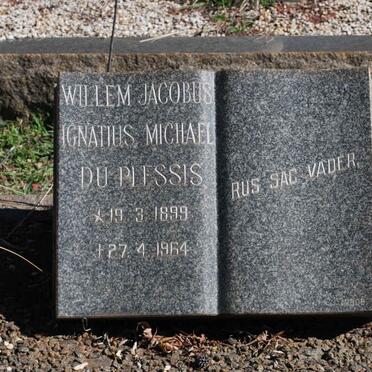 WILLEM JACOBUS
IGNATIUS MICHAEL
DU PLESSIS
* 19.3.1899
+ 27.4.1964
RUS SAG VADER.